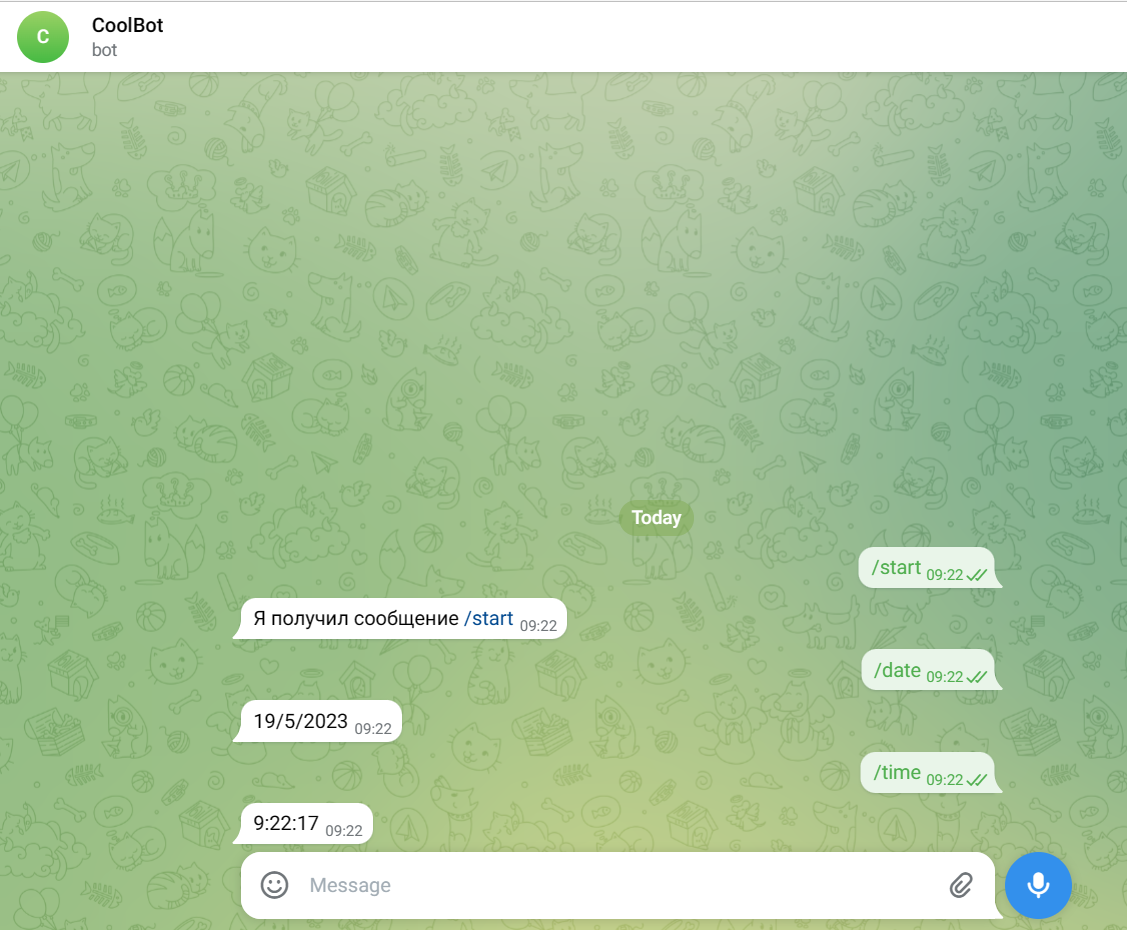 C
CoolBot
bot
Today
/start 09:22
Я получил сообщение /start 09:22
/date 09:22
19/5/2023 09:22
/time 09:22
9:22:17 09:22
Message